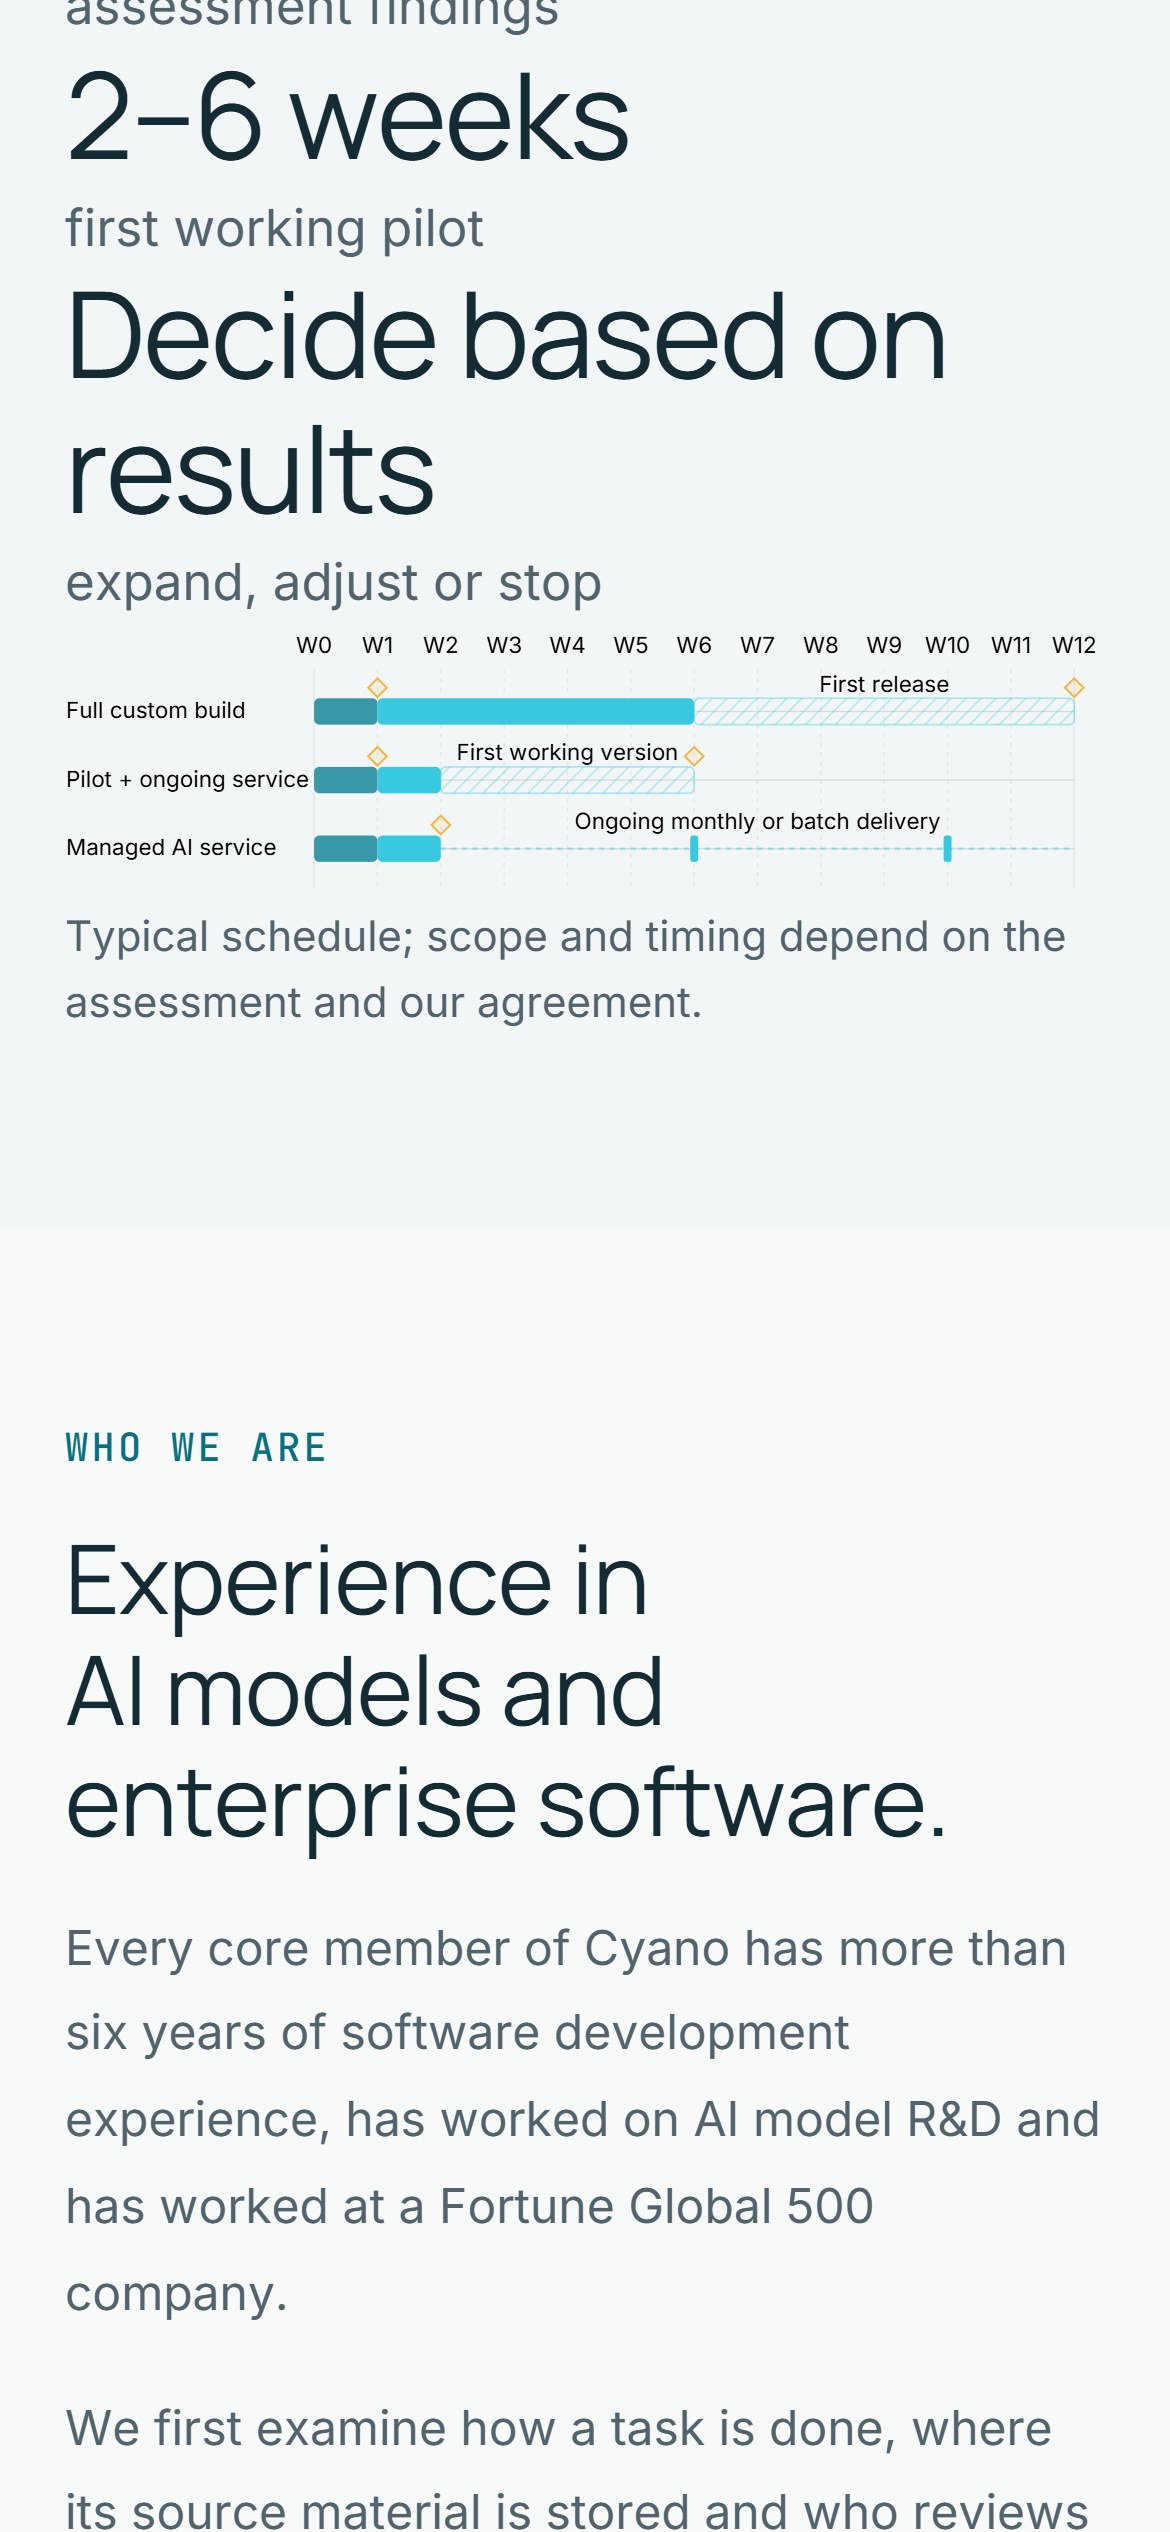 assessment findings
2–6 weeks
first working pilot
Decide based on
results
expand, adjust or stop
W0 W1 W2 W3 W4 W5 W6 W7 W8 W9 W10 W11 W12
First release
Full custom build
First working version
Pilot + ongoing service
Ongoing monthly or batch delivery
Managed AI service
Typical schedule; scope and timing depend on the
assessment and our agreement.
WHO WE ARE
Experience in
AI models and
enterprise software.
Every core member of Cyano has more than
six years of software development
experience, has worked on AI model R&D and
has worked at a Fortune Global 500
company.
We first examine how a task is done, where
its source material is stored and who reviews